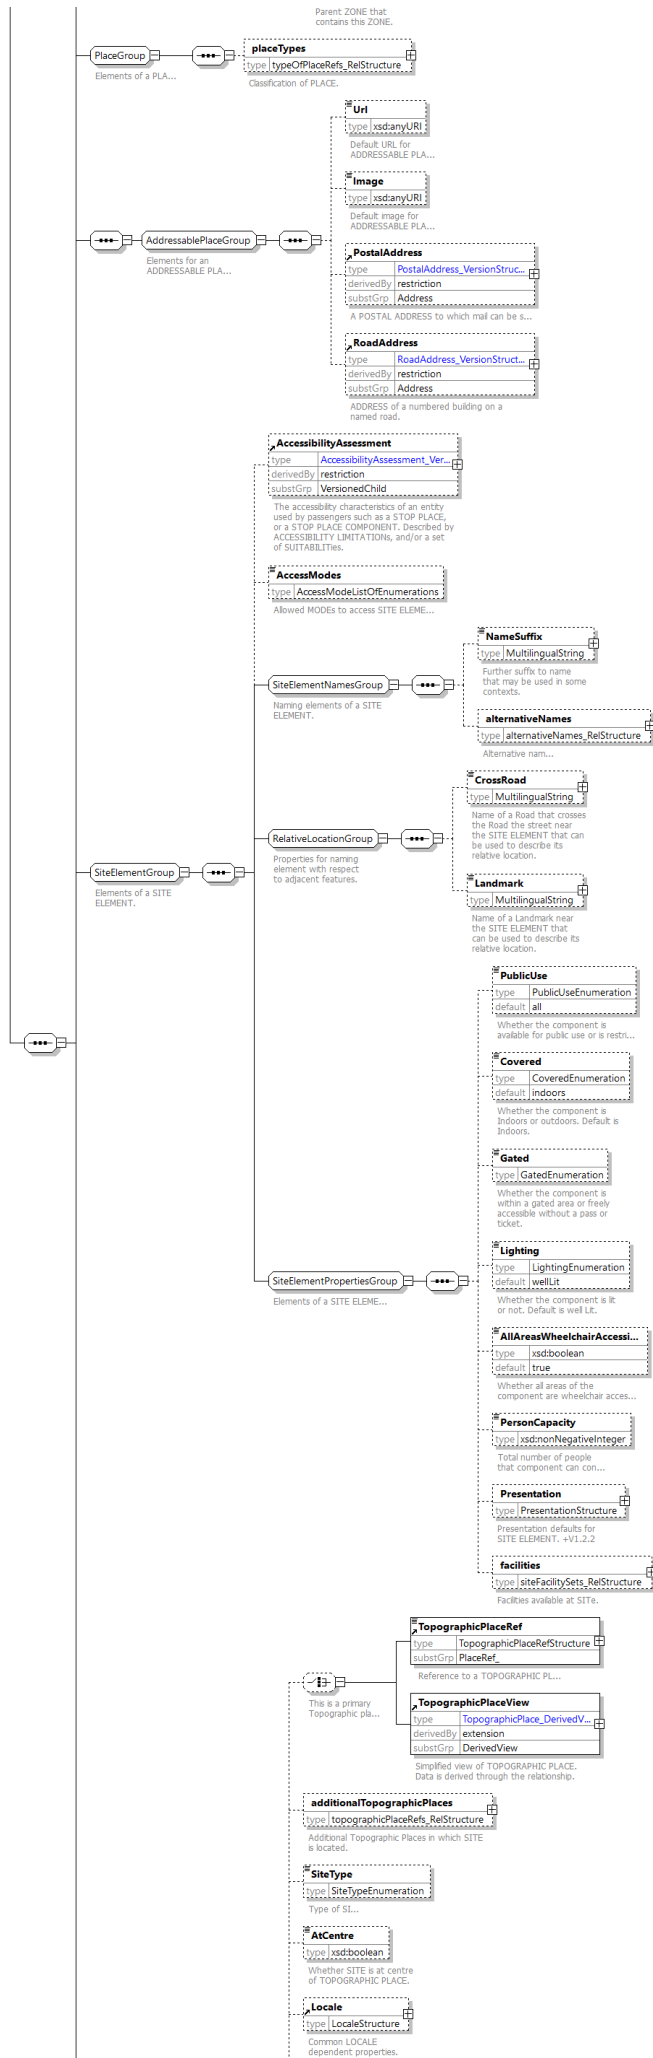 Parent ZONE that
contains this ZONE.
PlaceGroup
Elements of a PLA...
placeTypes
type typeOfPlaceRefs_RelStructure
Classification of PLACE.
Url
type xsd:anyURI
Default URL for
ADDRESSABLE PLA...
Image
type xsd:anyURI
Default image for
ADDRESSABLE PLA...
AddressablePlaceGroup
Elements for an
ADDRESSABLE PLA...
PostalAddress
type PostalAddress_VersionStruc...
derivedBy restriction
substGrp Address
A POSTAL ADDRESS to which mail can be s...
RoadAddress
type RoadAddress_VersionStruct...
derivedBy restriction
substGrp Address
ADDRESS of a numbered building on a
named road.
AccessibilityAssessment
type AccessibilityAssessment_Ver...
derivedBy restriction
substGrp VersionedChild
The accessibility characteristics of an entity
used by passengers such as a STOP PLACE,
or a STOP PLACE COMPONENT. Described by
ACCESSIBILITY LIMITATIONs, and/or a set
of SUITABILITIes.
AccessModes
type AccessModeListOfEnumerations
Allowed MODEs to access SITE ELEME...
SiteElementNamesGroup
Naming elements of a SITE
ELEMENT.
NameSuffix
type MultilingualString
Further suffix to name
that may be used in some
contexts.
alternativeNames
type alternativeNames_RelStructure
Alternative nam...
RelativeLocationGroup
Properties for naming
element with respect
to adjacent features.
CrossRoad
type MultilingualString
Name of a Road that crosses
the Road the street near
the SITE ELEMENT that can
be used to describe its
relative location.
Landmark
type MultilingualString
Name of a Landmark near
the SITE ELEMENT that
can be used to describe its
relative location.
SiteElementGroup
Elements of a SITE
ELEMENT.
PublicUse
type PublicUseEnumeration
default all
Whether the component is
available for public use or is restri...
Covered
type CoveredEnumeration
default indoors
Whether the component is
Indoors or outdoors. Default is
Indoors.
Gated
type GatedEnumeration
Whether the component is
within a gated area or freely
accessible without a pass or
ticket.
SiteElementPropertiesGroup
Elements of a SITE ELEME...
Lighting
type LightingEnumeration
default wellLit
Whether the component is lit
or not. Default is well Lit.
AllAreasWheelchairAccessi...
type xsd:boolean
default true
Whether all areas of the
component are wheelchair acces...
PersonCapacity
type xsd:nonNegativeInteger
Total number of people
that component can con...
Presentation
type PresentationStructure
Presentation defaults for
SITE ELEMENT. +V1.2.2
facilities
type siteFacilitySets_RelStructure
Facilities available at SITe.
This is a primary
Topographic pla...
TopographicPlaceRef
type TopographicPlaceRefStructure
substGrp PlaceRef_
Reference to a TOPOGRAPHIC PL...
TopographicPlaceView
type TopographicPlace_DerivedV...
derivedBy extension
substGrp DerivedView
Simplified view of TOPOGRAPHIC PLACE.
Data is derived through the relationship.
additionalTopographicPlaces
type topographicPlaceRefs_RelStructure
Additional Topographic Places in which SITE
is located.
SiteType
type SiteTypeEnumeration
Type of SI...
AtCentre
type xsd:boolean
Whether SITE is at centre
of TOPOGRAPHIC PLACE.
Locale
type LocaleStructure
Common LOCALE
dependent properties.